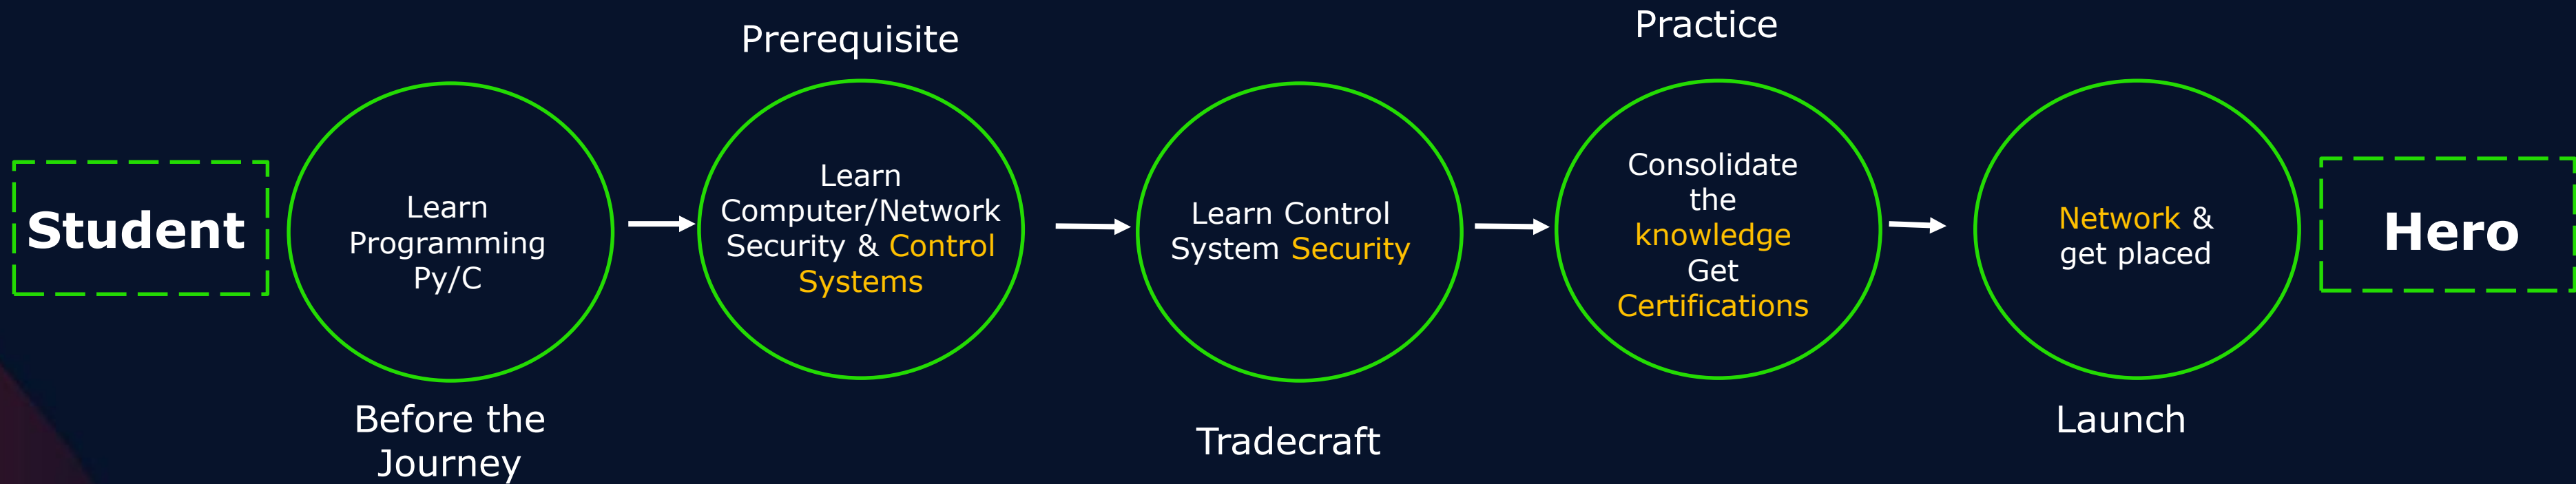 Student
Learn
Programming
Py/C
Before the
Journey
Prerequisite
Learn
Computer/Network
Security & Control
Systems
Learn Control
System Security
Tradecraft
Practice
Consolidate
the
knowledge
Get
Certifications
Network &
get placed
Launch
Hero